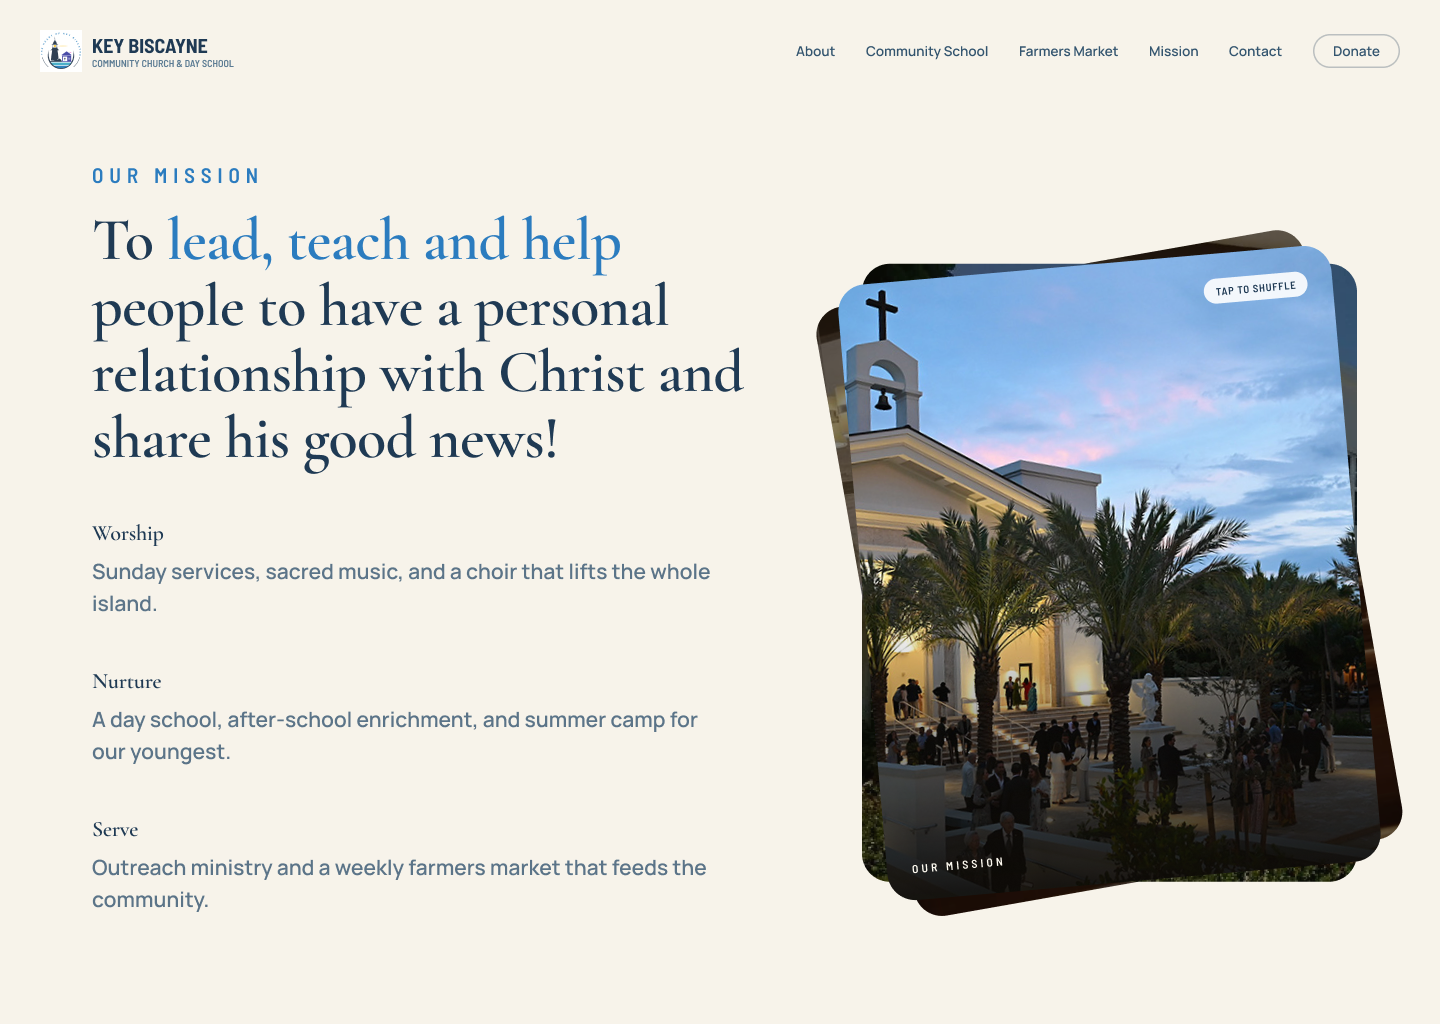 KEY BISCAYNE
COMMUNITY CHURCH & DAY SCHOOL
About
Community School
Farmers Market
Mission
Contact
Donate
OUR MISSION
To lead, teach and help
people to have a personal
relationship with Christ and
share his good news!
Worship
Sunday services, sacred music, and a choir that lifts the whole
island.
Nurture
A day school, after-school enrichment, and summer camp for
our youngest.
Serve
Outreach ministry and a weekly farmers market that feeds the
community.
TAP TO SHUFFLE
OUR MISSION